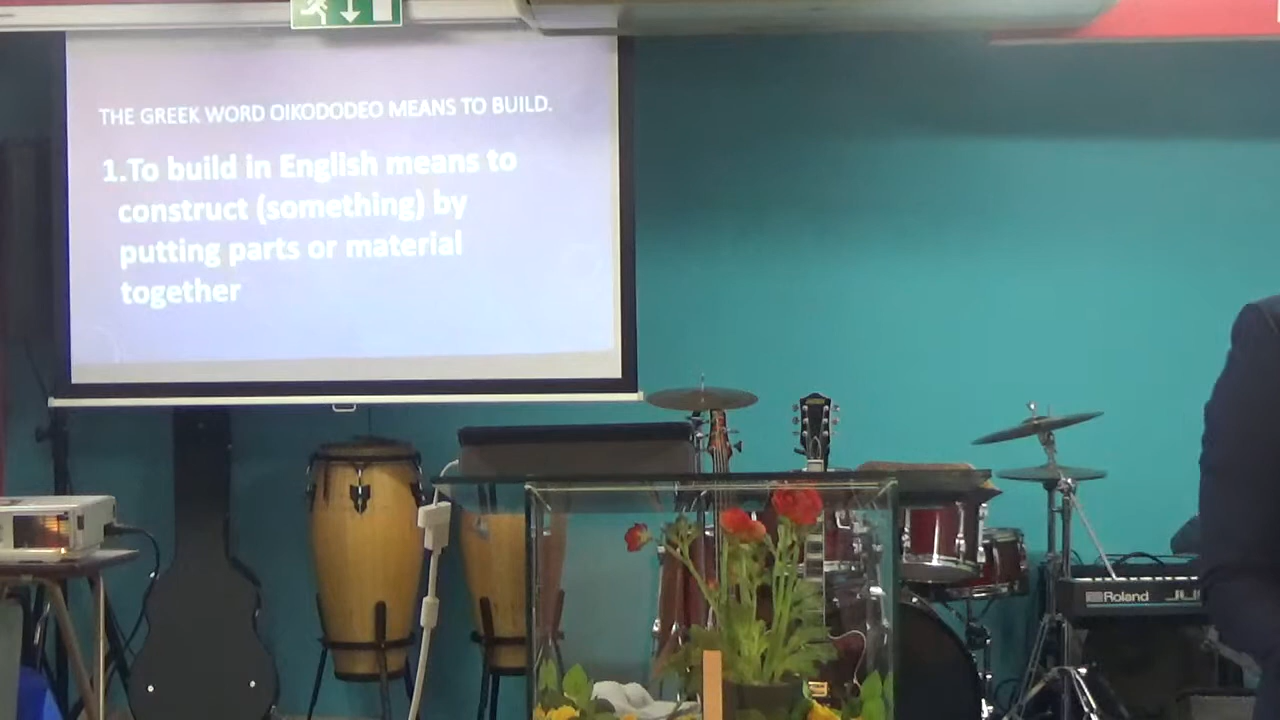 THE GREEK WORD OIKODODEO MEANS TO BUILD.
1.To build in English means to
construct (something) by
putting parts or material
together
Roland